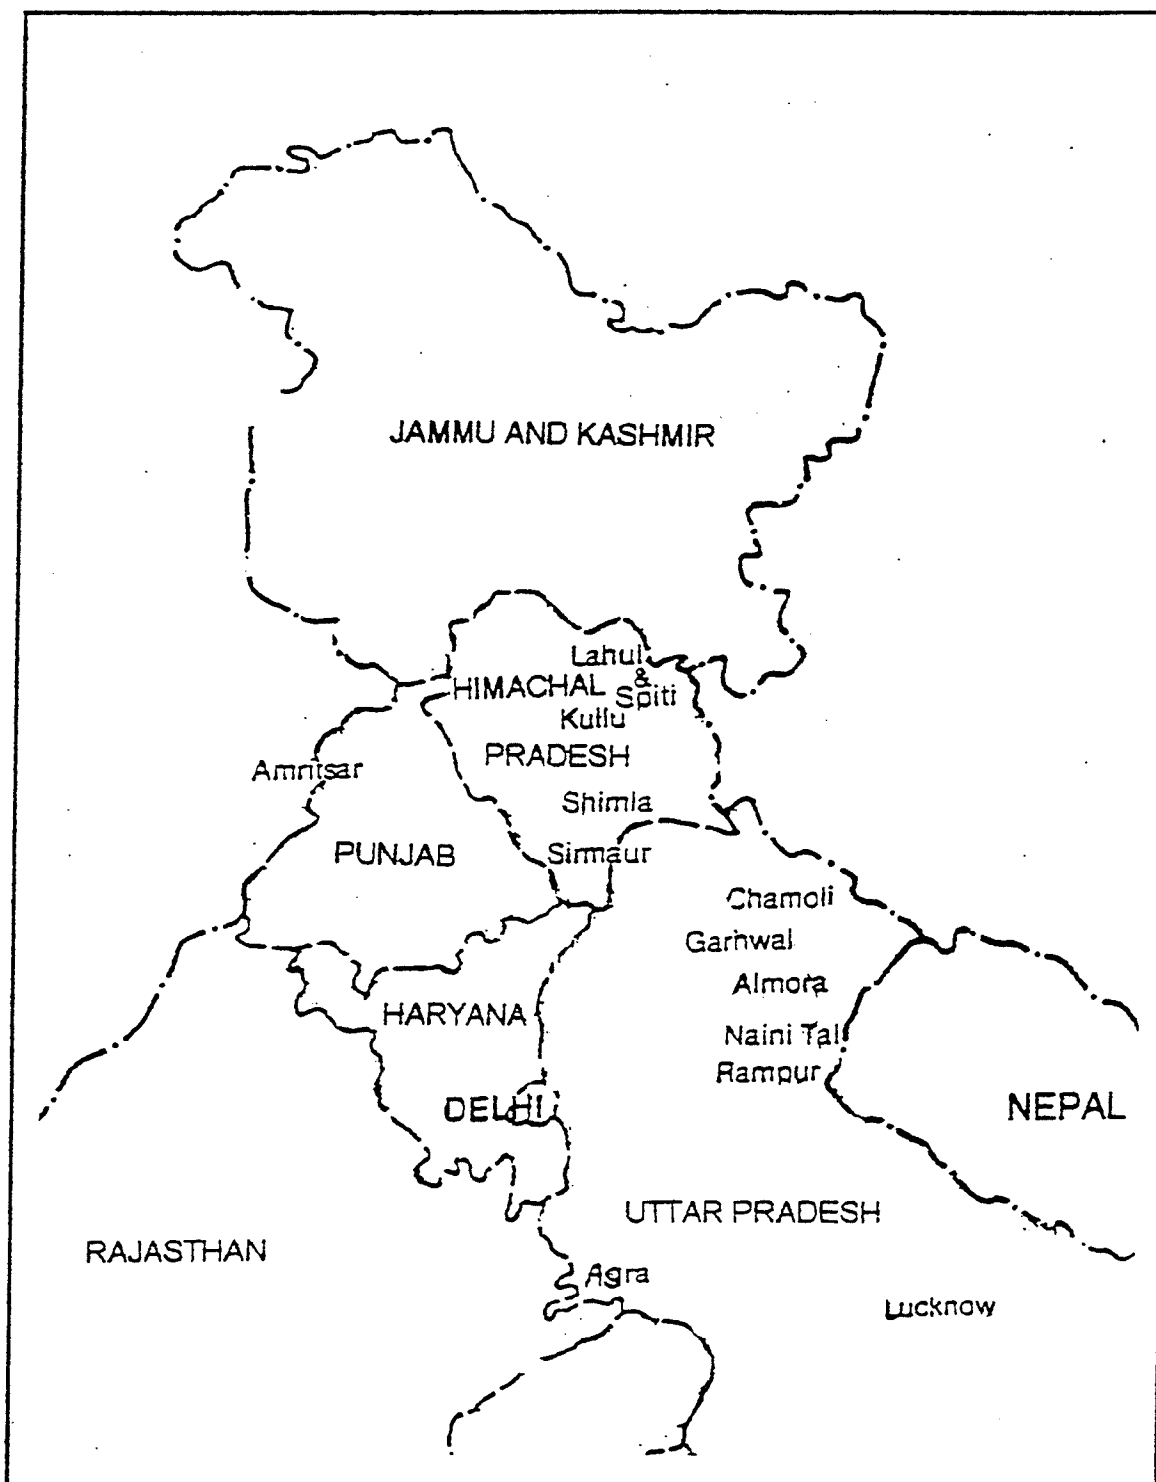 JAMMU AND KASHMIR
Lahul
&
HIMACHAL
Spiti
Kullu
PRADESH
Amritsar
Shimla
PUNJAB
Sirmaur
Chamoli
Garhwal
Almora
HARYANA
Naini Tal
Rampur
DELHI
NEPAL
UTTAR PRADESH
RAJASTHAN
Agra
Lucknow